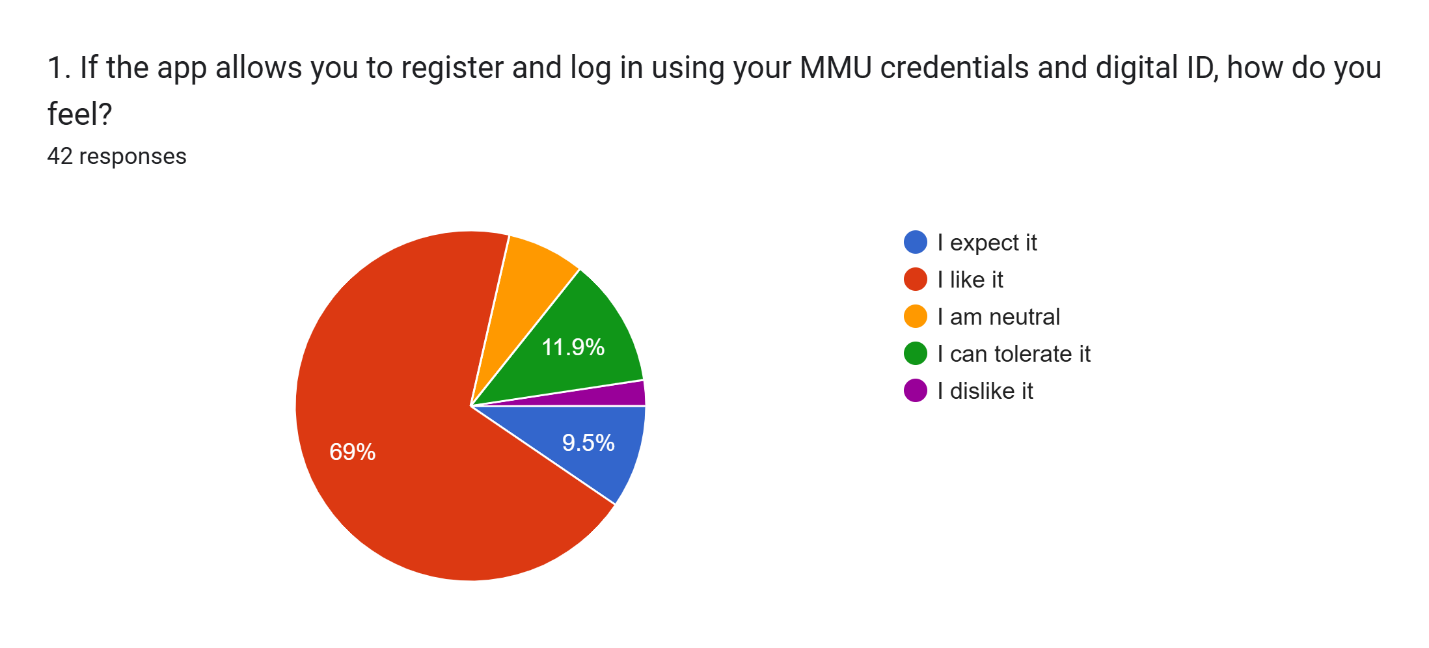 1. If the app allows you to register and log in using your MMU credentials and digital ID, how do you
feel?
42 responses
I expect it
I like it
I am neutral
I can tolerate it
I dislike it
11.9%
9.5%
69%